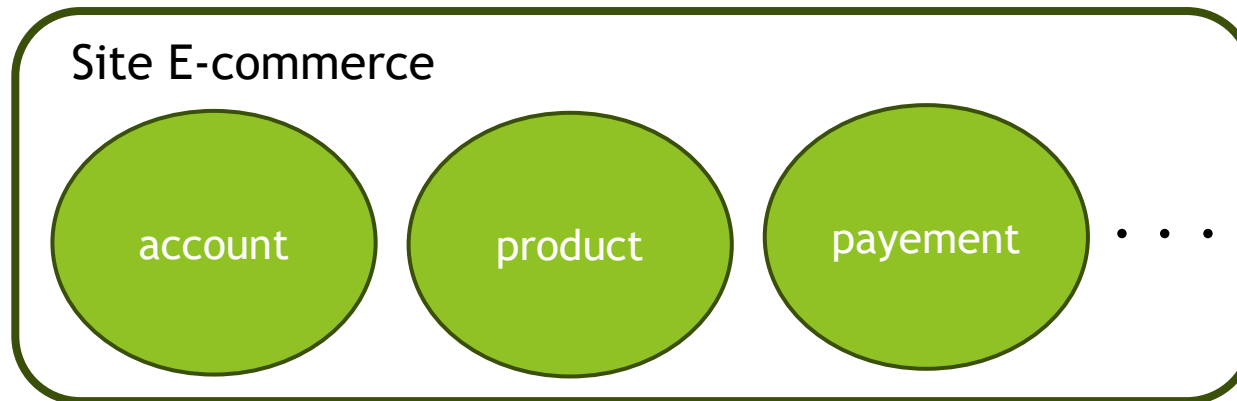 Site E-commerce
account
product
payement
. . .